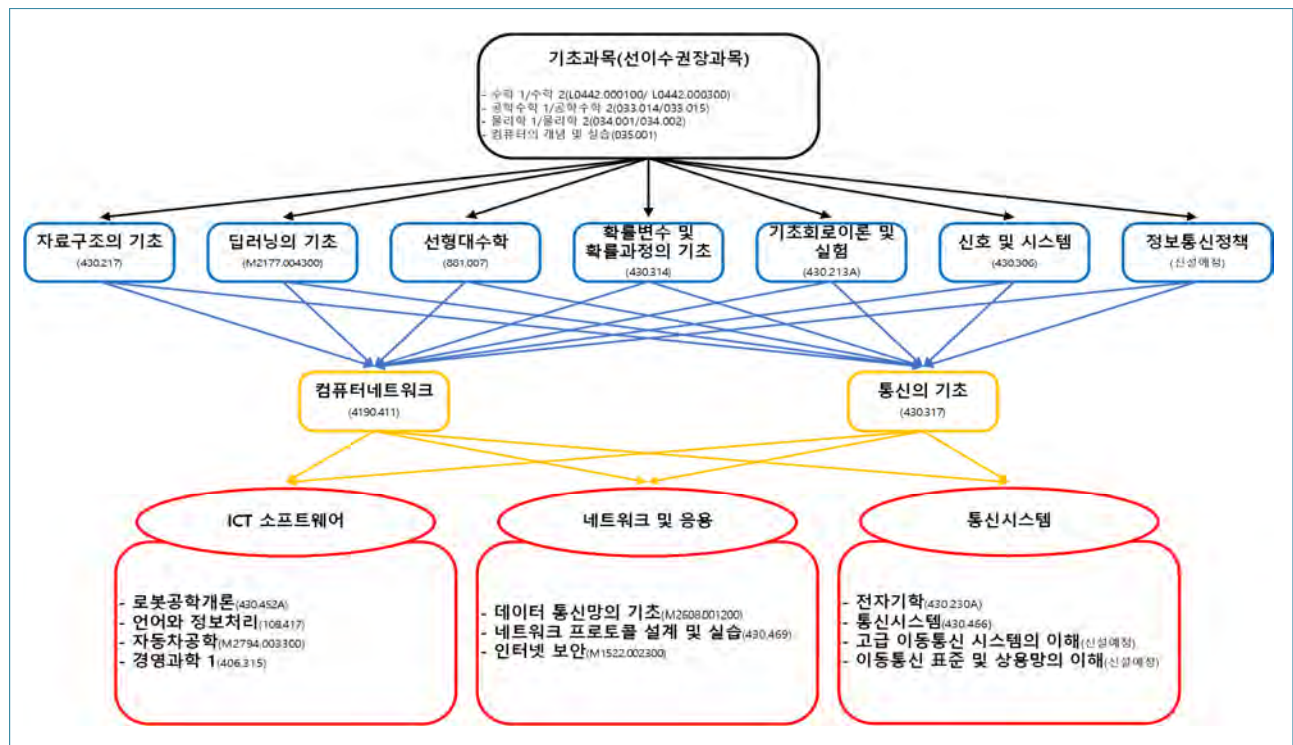 기초과목(선이수권장과목)
- 수학 1/수학 2(L0442.000100/ L0442.000300)
- 공학수학 1/공학수학 2(033.014/033.015)
- 물리학 1/물리학 2(034.001/034.002)
- 컴퓨터의 개념 및 실습(035.001)
자료구조의 기초
(430.217)
딥러닝의 기초
(M2177.004300)
선형대수학
(881.007)
확률변수 및
확률과정의 기초
(430.314)
기초회로이론 및
실험
(430.213A)
신호 및 시스템
(430.306)
정보통신정책
(신설예정)
컴퓨터네트워크
(4190.411)
통신의 기초
(430.317)
ICT 소프트웨어
- 로봇공학개론(430.452A)
- 언어와 정보처리(108.417)
- 자동차공학(M2794.003300)
- 경영과학 1(406.315)
네트워크 및 응용
- 데이터 통신망의 기초(M2608.001200)
- 네트워크 프로토콜 설계 및 실습(430.469)
- 인터넷 보안(M1522.002300)
통신시스템
- 전자기학(430.230A)
- 통신시스템(430.466)
- 고급 이동통신 시스템의 이해(신설예정)
- 이동통신 표준 및 상용망의 이해(신설예정)